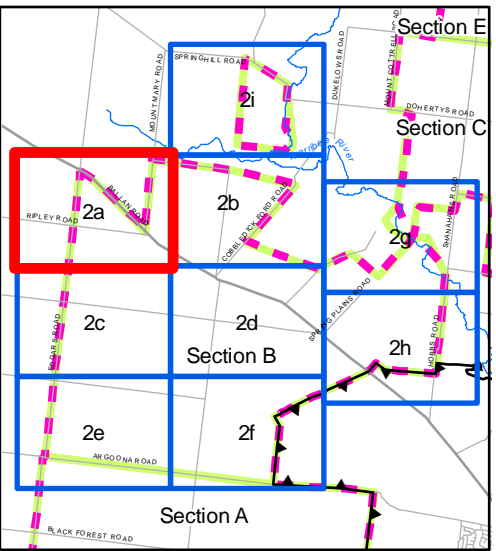 Section E
SPRINGHILL ROAD
MOUNTMARY ROAD
DUKELOWS ROAD
MOUNT COTTRELL ROAD
2i
DOHERTYS ROAD
Section C
Werribee River
BALLAN ROAD
2a
RIPLEY ROAD
2b
COBBLEDICK FORD ROAD
2g
SHANAHANS ROAD
2c
2d
SPRING PLAINS ROAD
EDGARS ROAD
Section B
2h
HOBBS ROAD
2e
2f
ARGOONA ROAD
Section A
BLACK FOREST ROAD